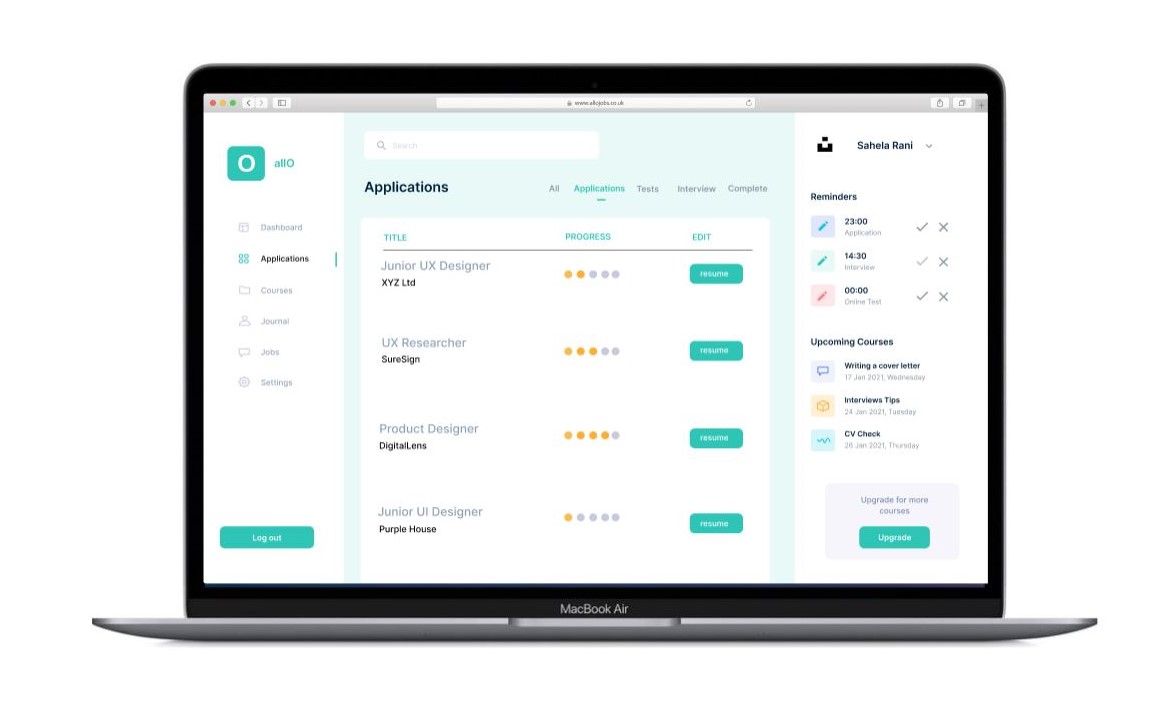 www.allojobs.co.uk
O
allO
Dashboard
Applications
Courses
Journal
Jobs
Settings
Log out
Search
Applications
All Applications Tests Interview Complete
TITLE PROGRESS EDIT
Junior UX Designer
XYZ Ltd
resume
UX Researcher
SureSign
resume
Product Designer
DigitalLens
resume
Junior UI Designer
Purple House
resume
Sahela Rani
Reminders
23:00
Application
14:30
Interview
00:00
Online Test
Upcoming Courses
Writing a cover letter
17 Jan 2021, Wednesday
Interviews Tips
24 Jan 2021, Tuesday
CV Check
26 Jan 2021, Thursday
Upgrade for more
courses
Upgrade
MacBook Air